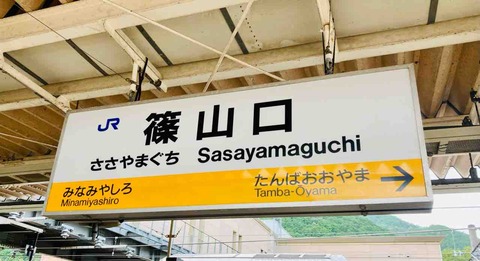 JR 篠山口
ささやまぐち Sasayamaguchi
みなみやしろ たんばおおやま →
Minamiyashiro Tamba-Oyama